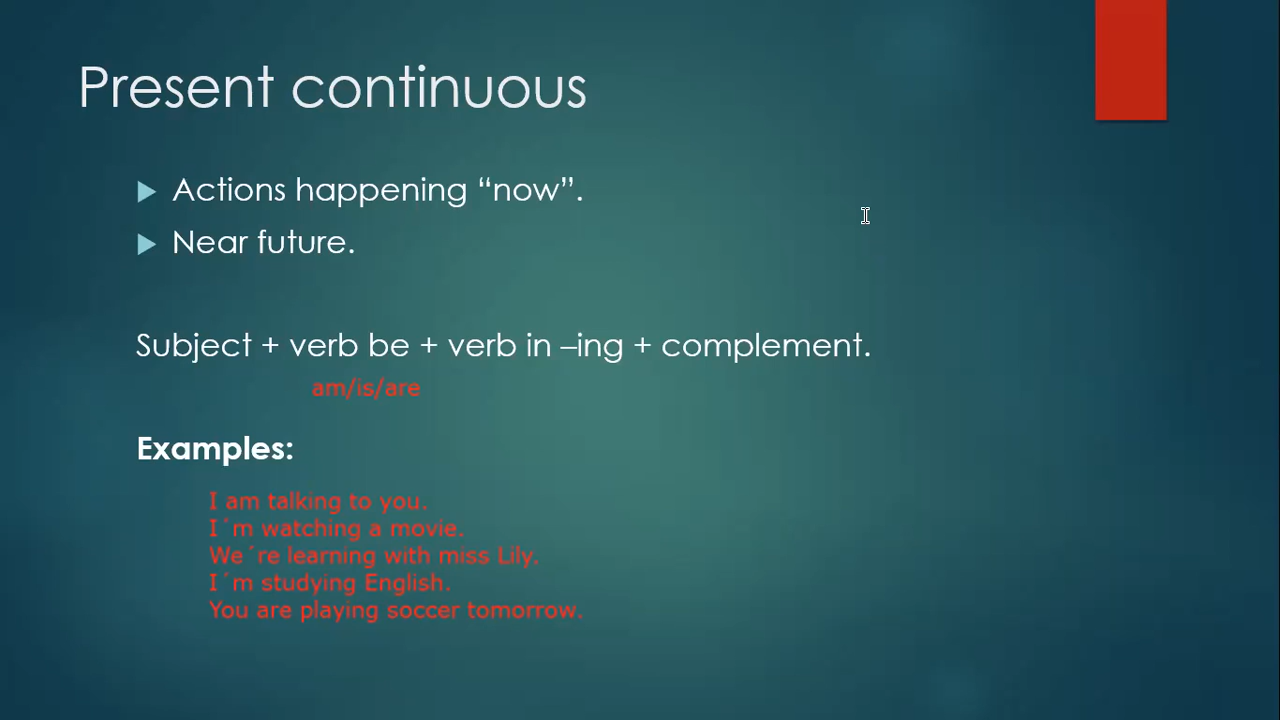 Present continuous
Actions happening “now”.
Near future.
Subject + verb be + verb in –ing + complement.
am/is/are
Examples:
I am talking to you.
I´m watching a movie.
We´re learning with miss Lily.
I´m studying English.
You are playing soccer tomorrow.